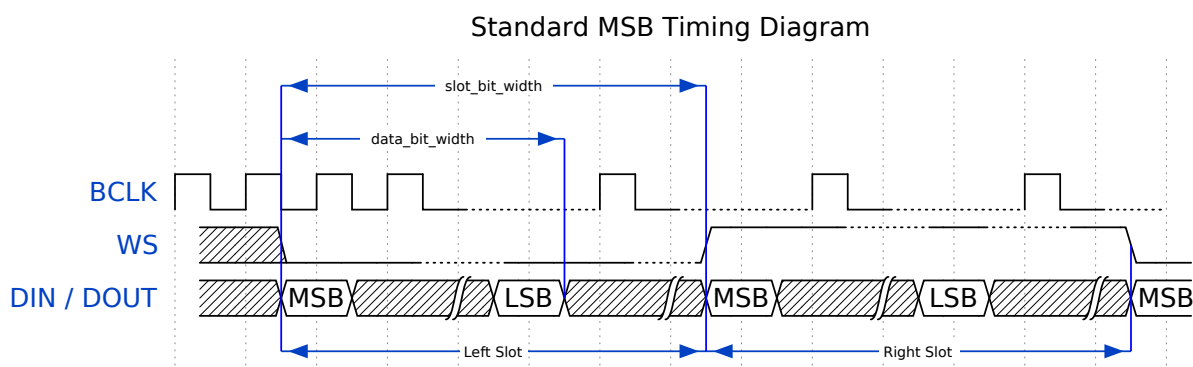 Standard MSB Timing Diagram
slot_bit_width
data_bit_width
BCLK
WS
DIN / DOUT
MSB
LSB
MSB
LSB
MSB
Left Slot
Right Slot